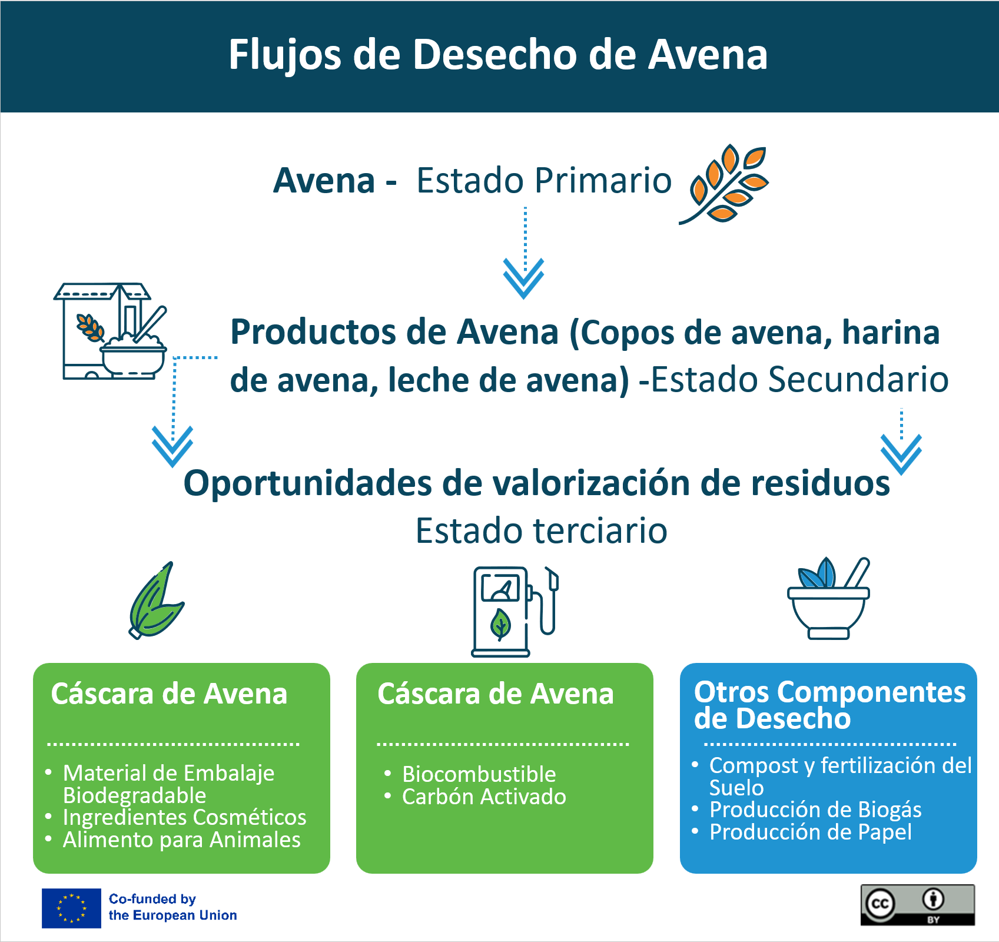 Flujos de Desecho de Avena
Avena - Estado Primario
Productos de Avena (Copos de avena, harina
de avena, leche de avena) -Estado Secundario
Oportunidades de valorización de residuos
Estado terciario
Cáscara de Avena
• Material de Embalaje
Biodegradable
• Ingredientes Cosméticos
• Alimento para Animales
Cáscara de Avena
• Biocombustible
• Carbón Activado
Otros Componentes
de Desecho
• Compost y fertilización del
Suelo
• Producción de Biogás
• Producción de Papel
Co-funded by
the European Union
cc
BY